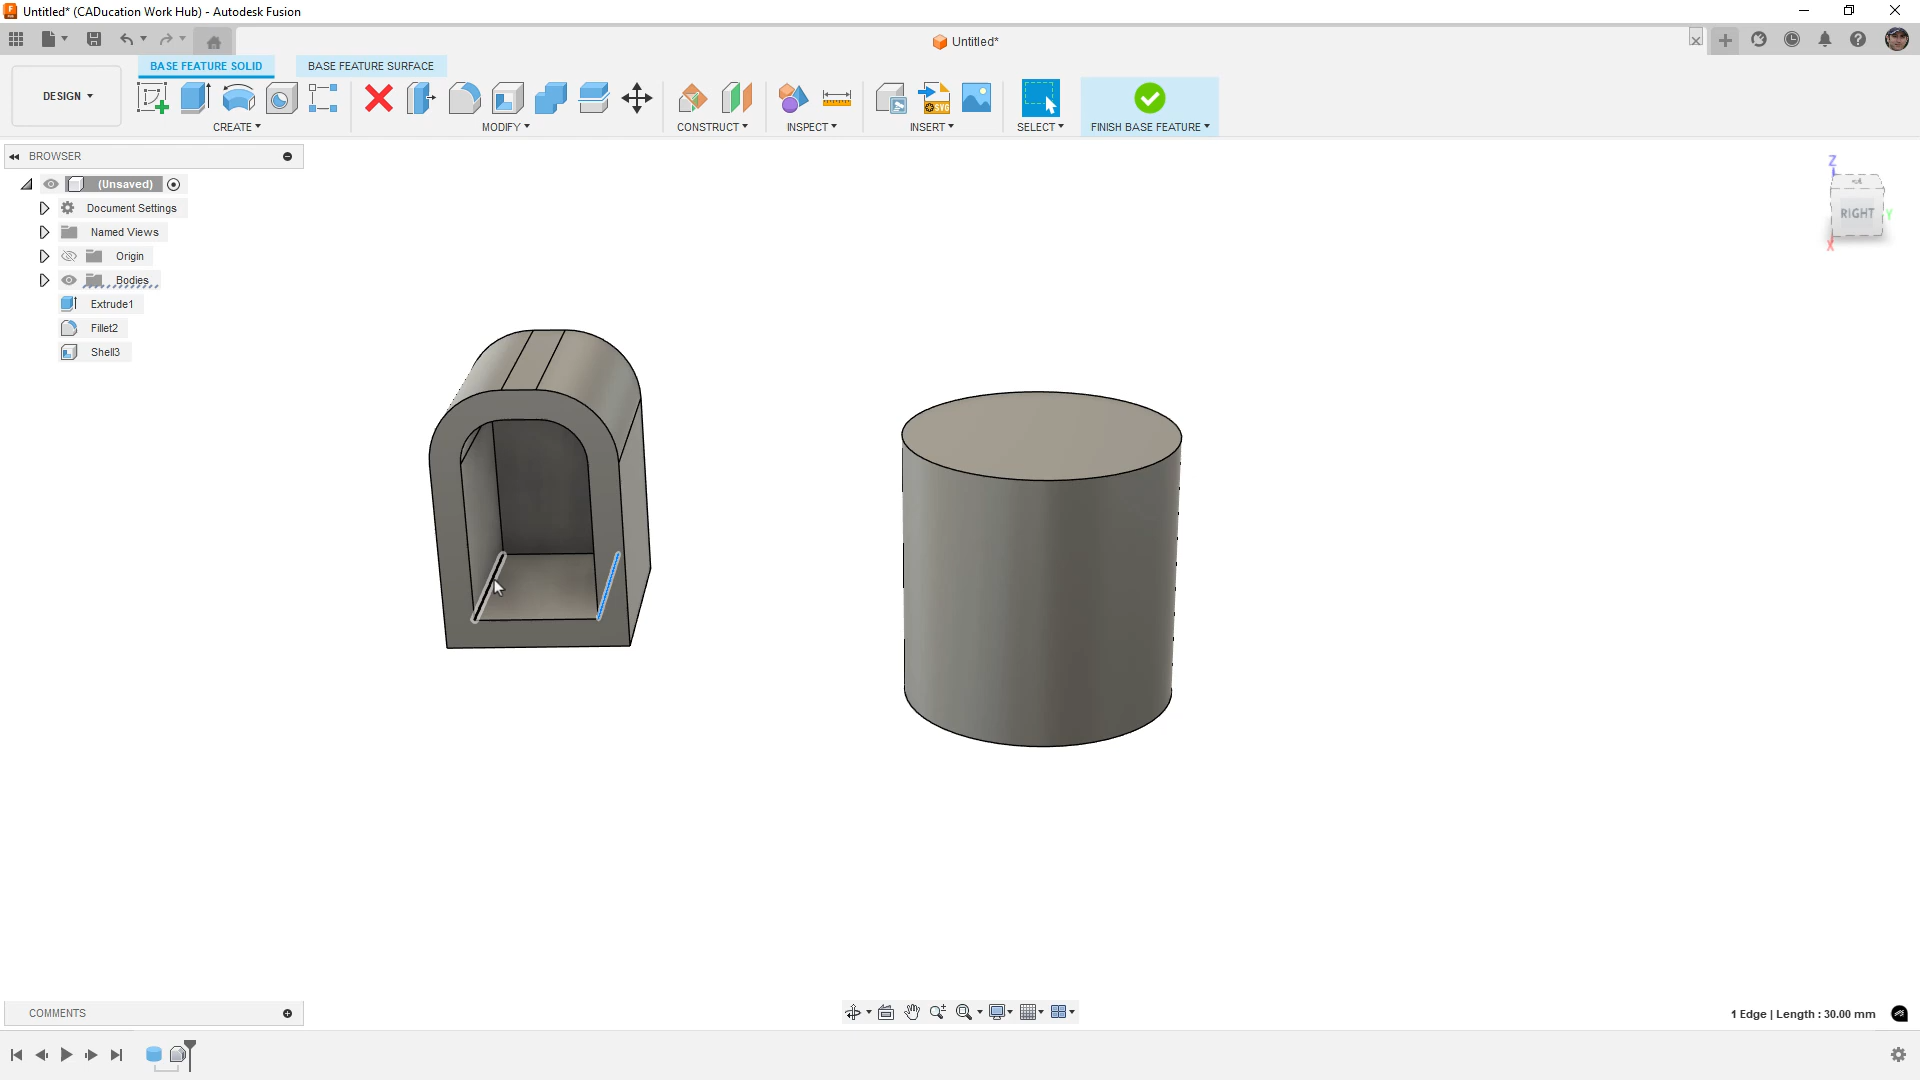 Untitled* (CADucation Work Hub) - Autodesk Fusion
Untitled*
BASE FEATURE SOLID
BASE FEATURE SURFACE
DESIGN
CREATE
MODIFY
CONSTRUCT
INSPECT
INSERT
SELECT
FINISH BASE FEATURE
SVG
BROWSER
(Unsaved)
Document Settings
Named Views
Origin
Bodies
Extrude1
Fillet2
Shell3
Z
RIGHT
Y
X
COMMENTS
1 Edge | Length : 30.00 mm